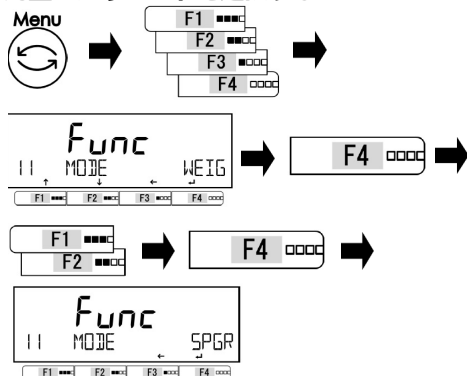 Menu
F1
F2
F3
F4
Func
11 MODE WEIG
F1 F2 F3 F4
F4
F1
F2
F4
Func
11 MODE SPGR
F1 F2 F3 F4